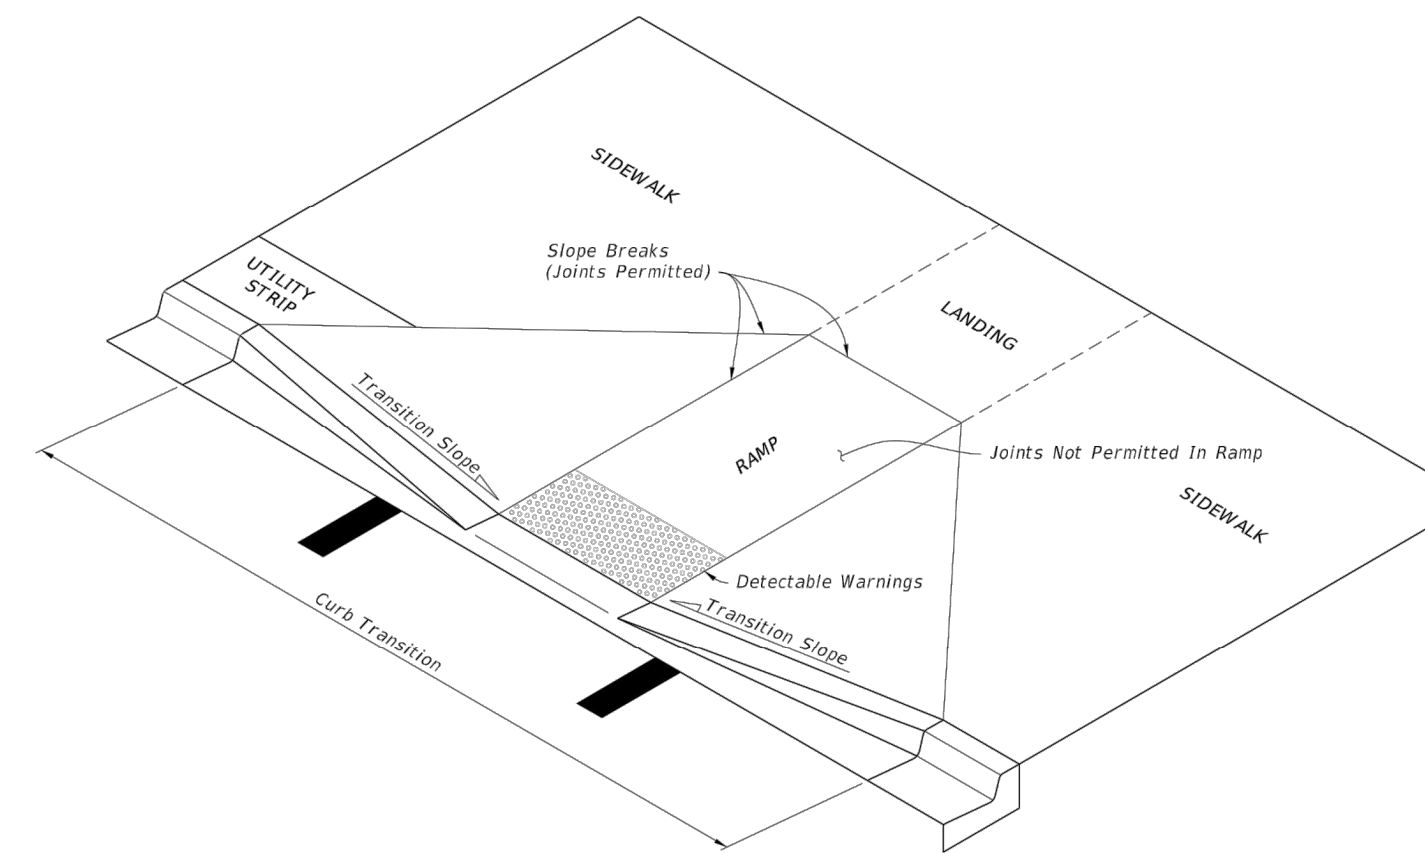 SIDEWALK
Slope Breaks
(Joints Permitted)
UTILITY
STRIP
LANDING
Transition Slope
RAMP
Joints Not Permitted In Ramp
SIDEWALK
Detectable Warnings
Transition Slope
Curb Transition